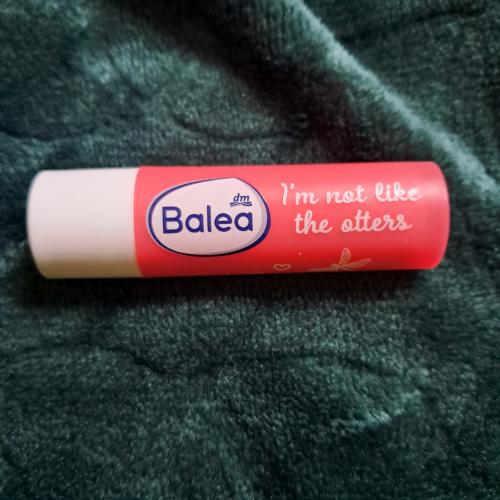 dm
Balea
I'm not like
the otters